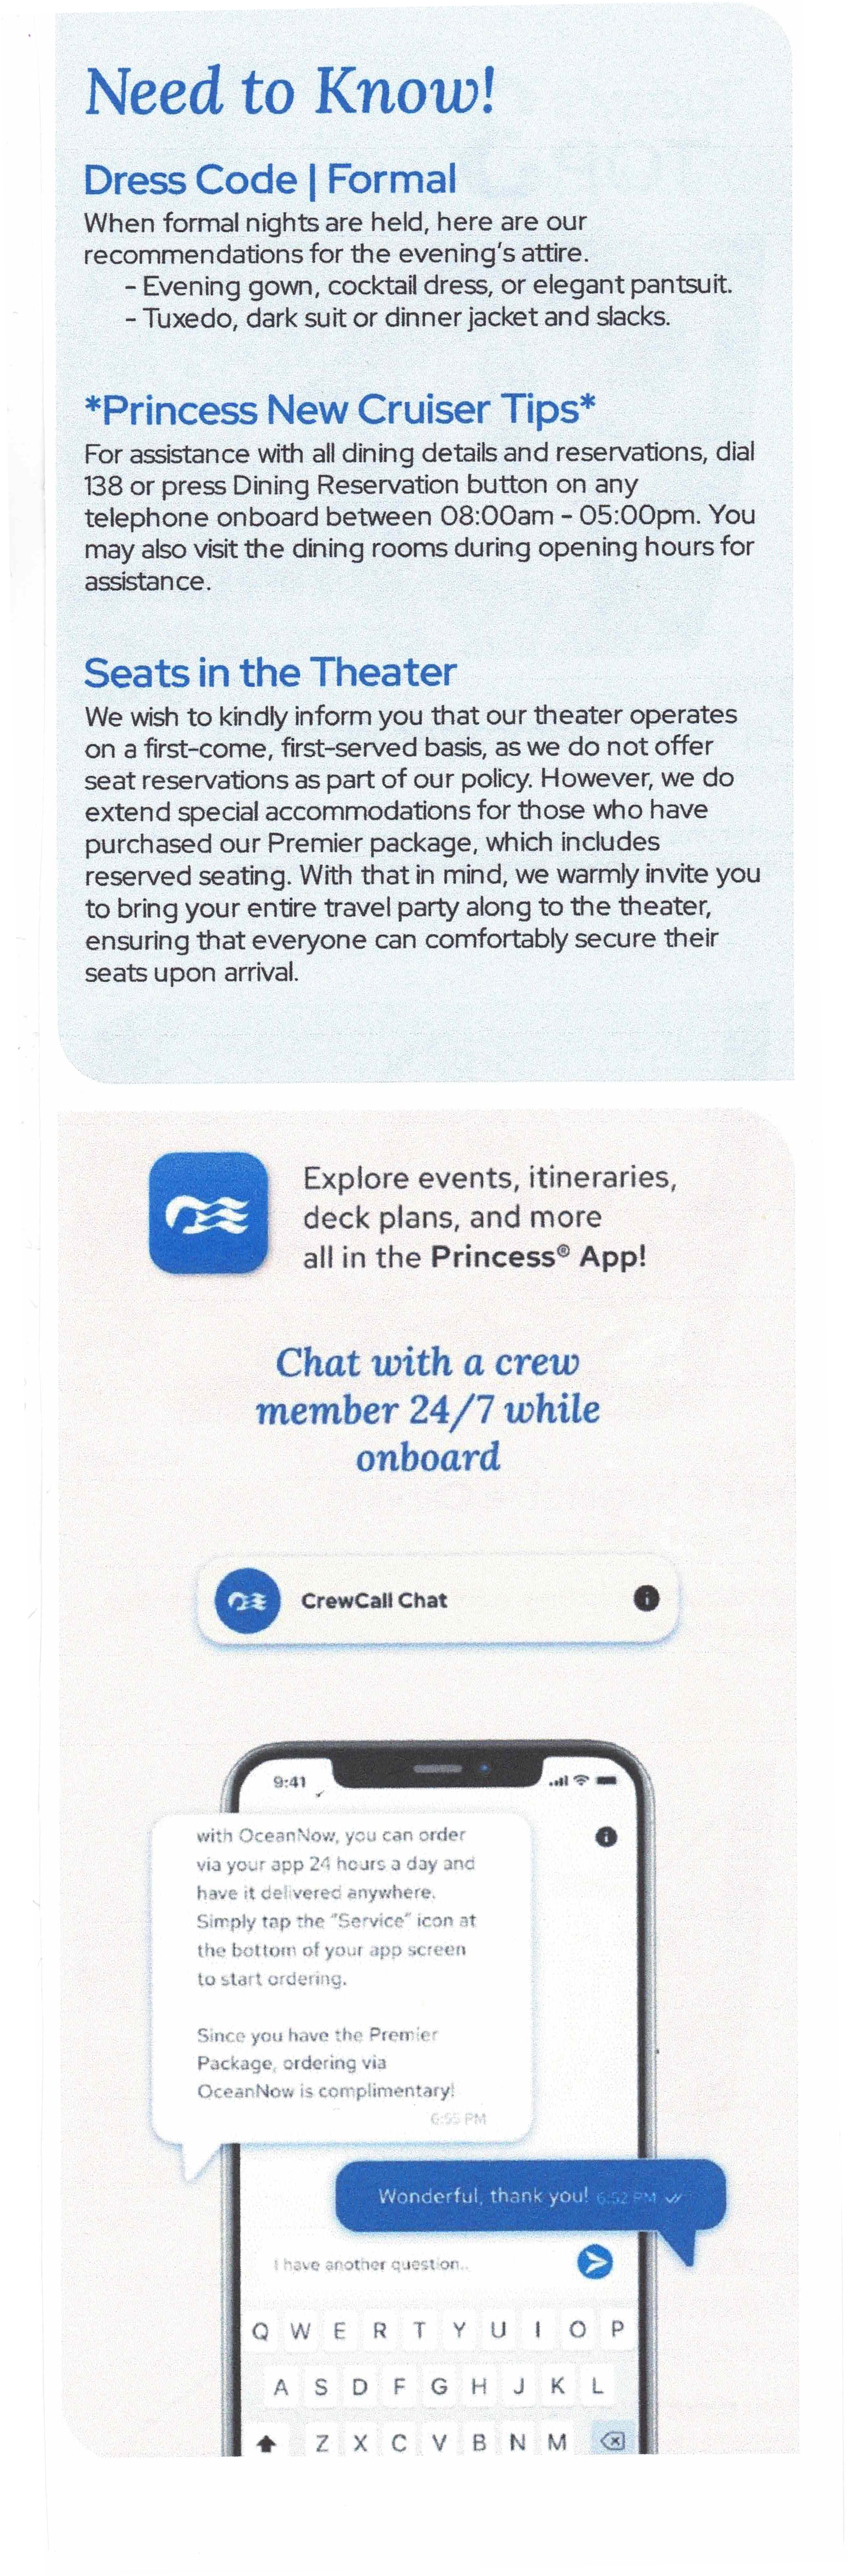 Need to Know!
Dress Code | Formal
When formal nights are held, here are our
recommendations for the evening's attire.
- Evening gown, cocktail dress, or elegant pantsuit.
- Tuxedo, dark suit or dinner jacket and slacks.
*Princess New Cruiser Tips*
For assistance with all dining details and reservations, dial
138 or press Dining Reservation button on any
telephone onboard between 08:00am - 05:00pm. You
may also visit the dining rooms during opening hours for
assistance.
Seats in the Theater
We wish to kindly inform you that our theater operates
on a first-come, first-served basis, as we do not offer
seat reservations as part of our policy. However, we do
extend special accommodations for those who have
purchased our Premier package, which includes
reserved seating. With that in mind, we warmly invite you
to bring your entire travel party along to the theater,
ensuring that everyone can comfortably secure their
seats upon arrival.
Explore events, itineraries,
deck plans, and more
all in the Princess® App!
Chat with a crew
member 24/7 while
onboard
CrewCall Chat i
9:41
with OceanNow, you can order
via your app 24 hours a day and
have it delivered anywhere.
Simply tap the "Service" icon at
the bottom of your app screen
to start ordering.
Since you have the Premier
Package, ordering via
OceanNow is complimentary!
6:55 PM
Wonderful, thank you! 6:52 PM
I have another question..
Q W E R T Y U I O P
A S D F G H J K L
Z X C V B N M